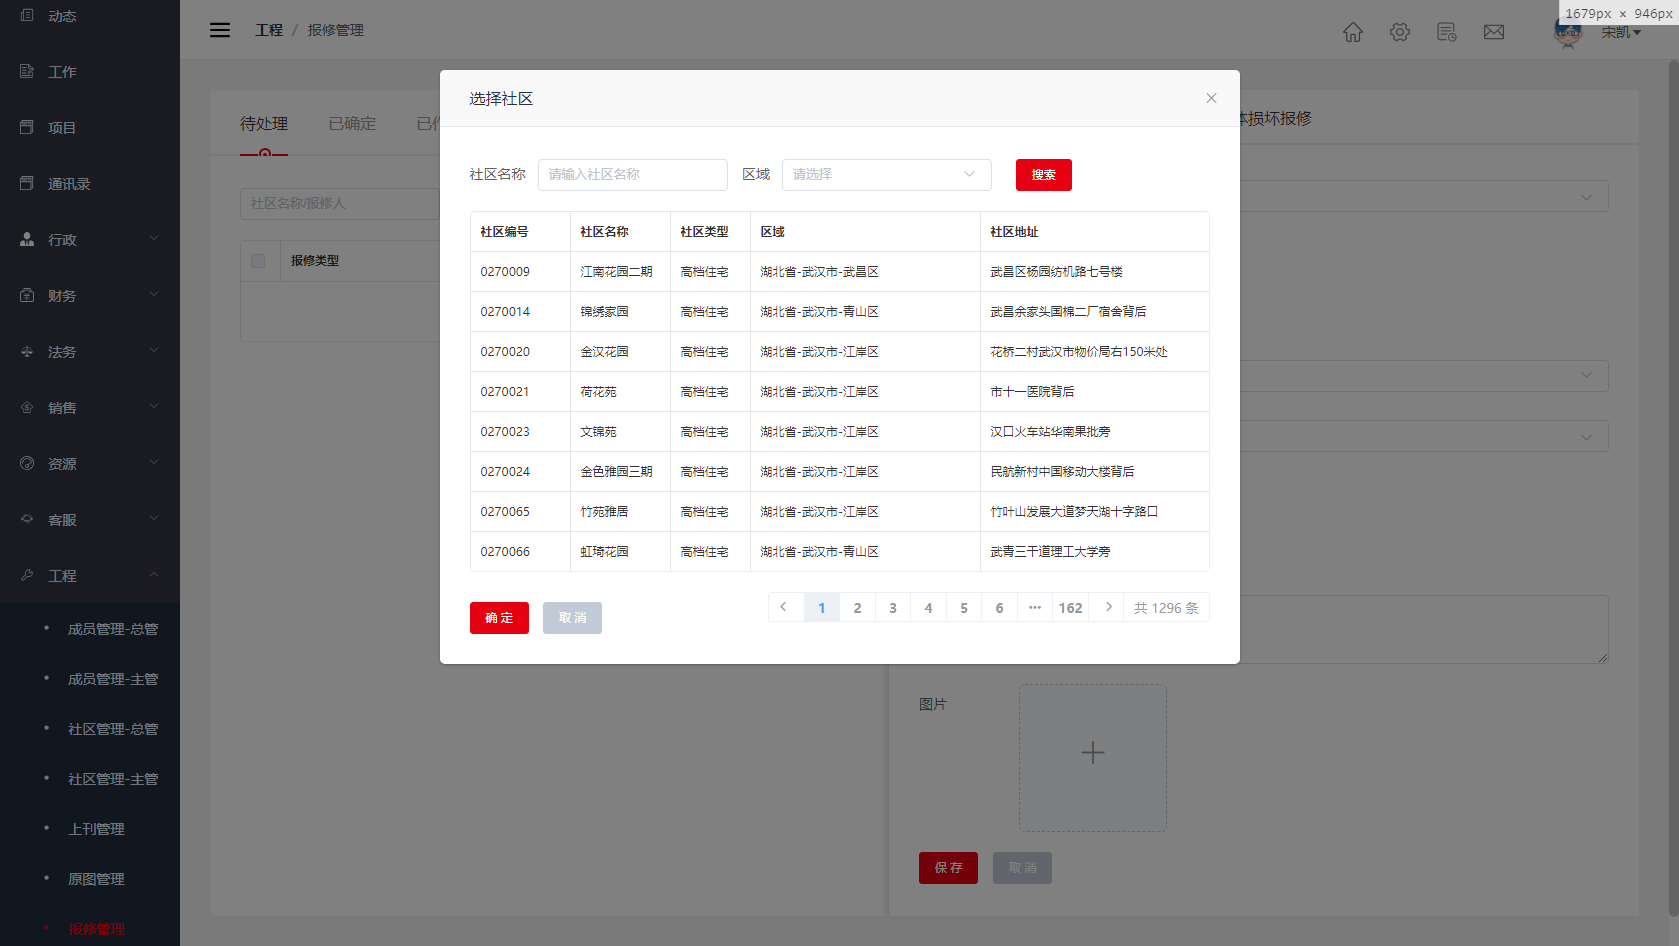 动态
工作
项目
通讯录
行政
财务
法务
销售
资源
客服
工程
成员管理-总管
成员管理-主管
社区管理-总管
社区管理-主管
上刊管理
原图管理
报修管理
工程 / 报修管理
1679px × 946px
宋凯
待处理 已确定
社区名称/报修人
报修类型
损坏报修
选择社区
社区名称 请输入社区名称 区域 请选择 搜索
社区编号 社区名称 社区类型 区域 社区地址
0270009 江南花园二期 高档住宅 湖北省-武汉市-武昌区 武昌区杨园纺机路七号楼
0270014 锦绣家园 高档住宅 湖北省-武汉市-青山区 武昌余家头国棉二厂宿舍背后
0270020 金汉花园 高档住宅 湖北省-武汉市-江岸区 花桥二村武汉市物价局右150米处
0270021 荷花苑 高档住宅 湖北省-武汉市-江岸区 市十一医院背后
0270023 文锦苑 高档住宅 湖北省-武汉市-江岸区 汉口火车站华南果批旁
0270024 金色雅园三期 高档住宅 湖北省-武汉市-江岸区 民航新村中国移动大楼背后
0270065 竹苑雅居 高档住宅 湖北省-武汉市-江岸区 竹叶山发展大道梦天湖十字路口
0270066 虹琦花园 高档住宅 湖北省-武汉市-青山区 武青三干道理工大学旁
确定 取消
1 2 3 4 5 6 ··· 162 共 1296 条
图片
保存 取消